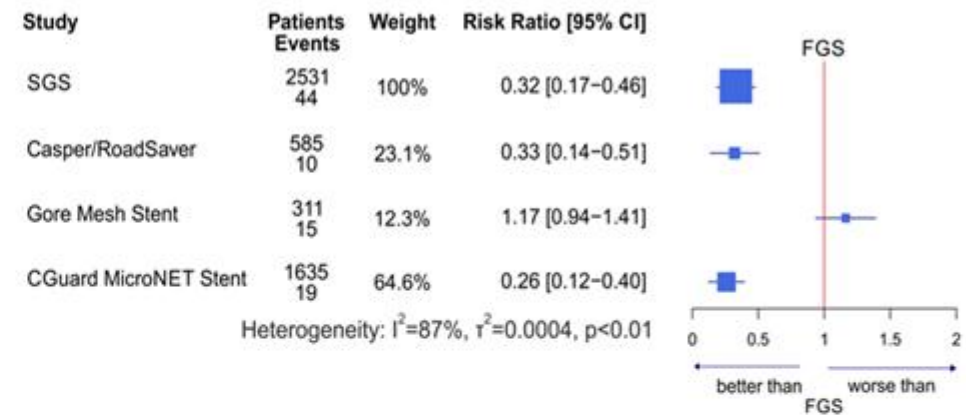 Study Patients Weight Risk Ratio [95% CI]
Events
FGS
SGS 2531 100% 0.32 [0.17–0.46]
44
Casper/RoadSaver 585 23.1% 0.33 [0.14–0.51]
10
Gore Mesh Stent 311 12.3% 1.17 [0.94–1.41]
15
CGuard MicroNET Stent 1635 64.6% 0.26 [0.12–0.40]
19
Heterogeneity: I²=87%, τ²=0.0004, p<0.01
0 0.5 1 1.5 2
better than worse than
FGS